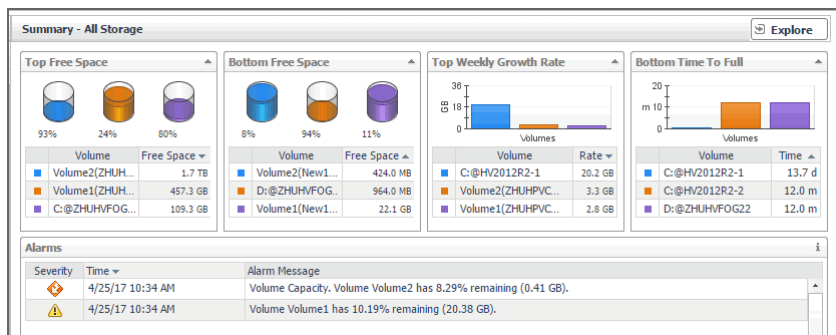 Summary - All Storage
Explore
Top Free Space
93% 24% 80%
Volume Free Space
Volume2(ZHUH... 1.7 TB
Volume1(ZHUH... 457.3 GB
C:@ZHUHVFOG... 109.3 GB
Bottom Free Space
8% 94% 11%
Volume Free Space
Volume2(New1... 424.0 MB
D:@ZHUHVFOG... 964.0 MB
Volume1(New1... 22.1 GB
Top Weekly Growth Rate
36
GB 18
0
Volumes
Volume Rate
C:@HV2012R2-1 20.2 GB
Volume2(ZHUHPVC... 3.3 GB
Volume1(ZHUHPVC... 2.8 GB
Bottom Time To Full
20
m 10
0
Volumes
Volume Time
C:@HV2012R2-1 13.7 d
C:@HV2012R2-2 12.0 m
D:@ZHUHVFOG22 12.0 m
Alarms
Severity Time Alarm Message
4/25/17 10:34 AM Volume Capacity. Volume Volume2 has 8.29% remaining (0.41 GB).
4/25/17 10:34 AM Volume Volume1 has 10.19% remaining (20.38 GB).